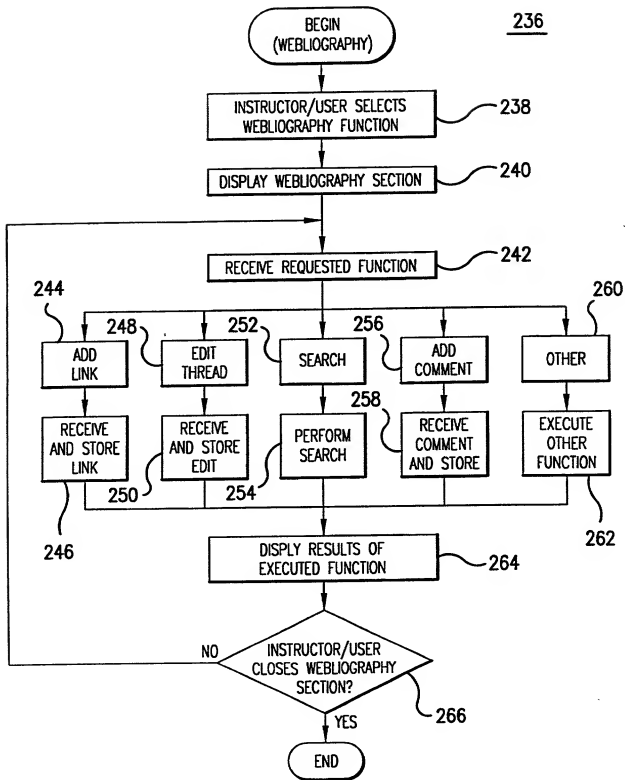 BEGIN
(WEBLIOGRAPHY)
236
INSTRUCTOR/USER SELECTS
WEBLIOGRAPHY FUNCTION
238
DISPLAY WEBLIOGRAPHY SECTION
240
RECEIVE REQUESTED FUNCTION
242
244
248
252
256
260
ADD
LINK
EDIT
THREAD
SEARCH
ADD
COMMENT
OTHER
RECEIVE
AND STORE
LINK
RECEIVE
AND STORE
EDIT
PERFORM
SEARCH
258
RECEIVE
COMMENT
AND STORE
EXECUTE
OTHER
FUNCTION
246
250
254
262
DISPLY RESULTS OF
EXECUTED FUNCTION
264
NO
INSTRUCTOR/USER
CLOSES WEBLIOGRAPHY
SECTION?
266
YES
END